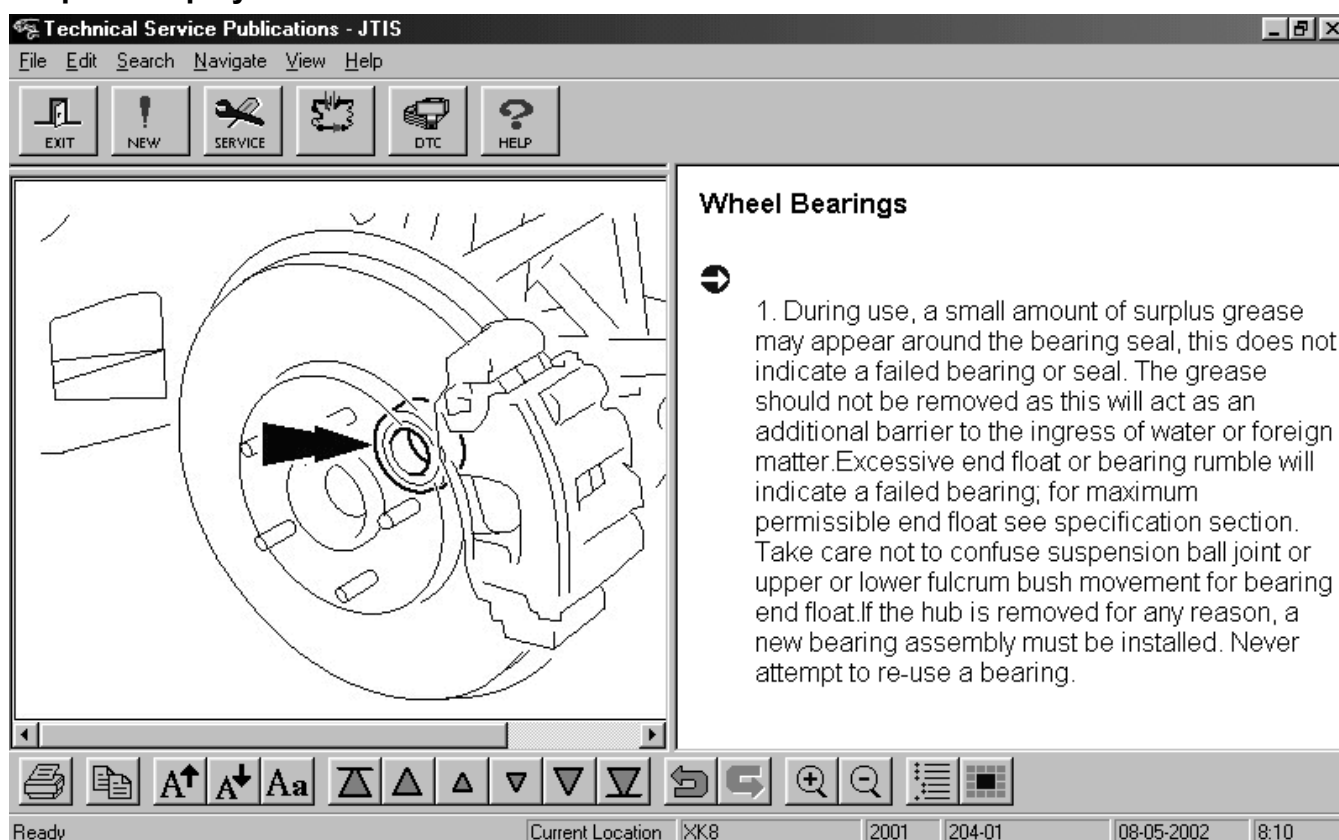 Technical Service Publications - JTIS
File Edit Search Navigate View Help
EXIT NEW SERVICE DTC HELP
Wheel Bearings
1. During use, a small amount of surplus grease
may appear around the bearing seal, this does not
indicate a failed bearing or seal. The grease
should not be removed as this will act as an
additional barrier to the ingress of water or foreign
matter.Excessive end float or bearing rumble will
indicate a failed bearing; for maximum
permissible end float see specification section.
Take care not to confuse suspension ball joint or
upper or lower fulcrum bush movement for bearing
end float.If the hub is removed for any reason, a
new bearing assembly must be installed. Never
attempt to re-use a bearing.
A A Aa
Ready Current Location XK8 2001 204-01 08-05-2002 8:10